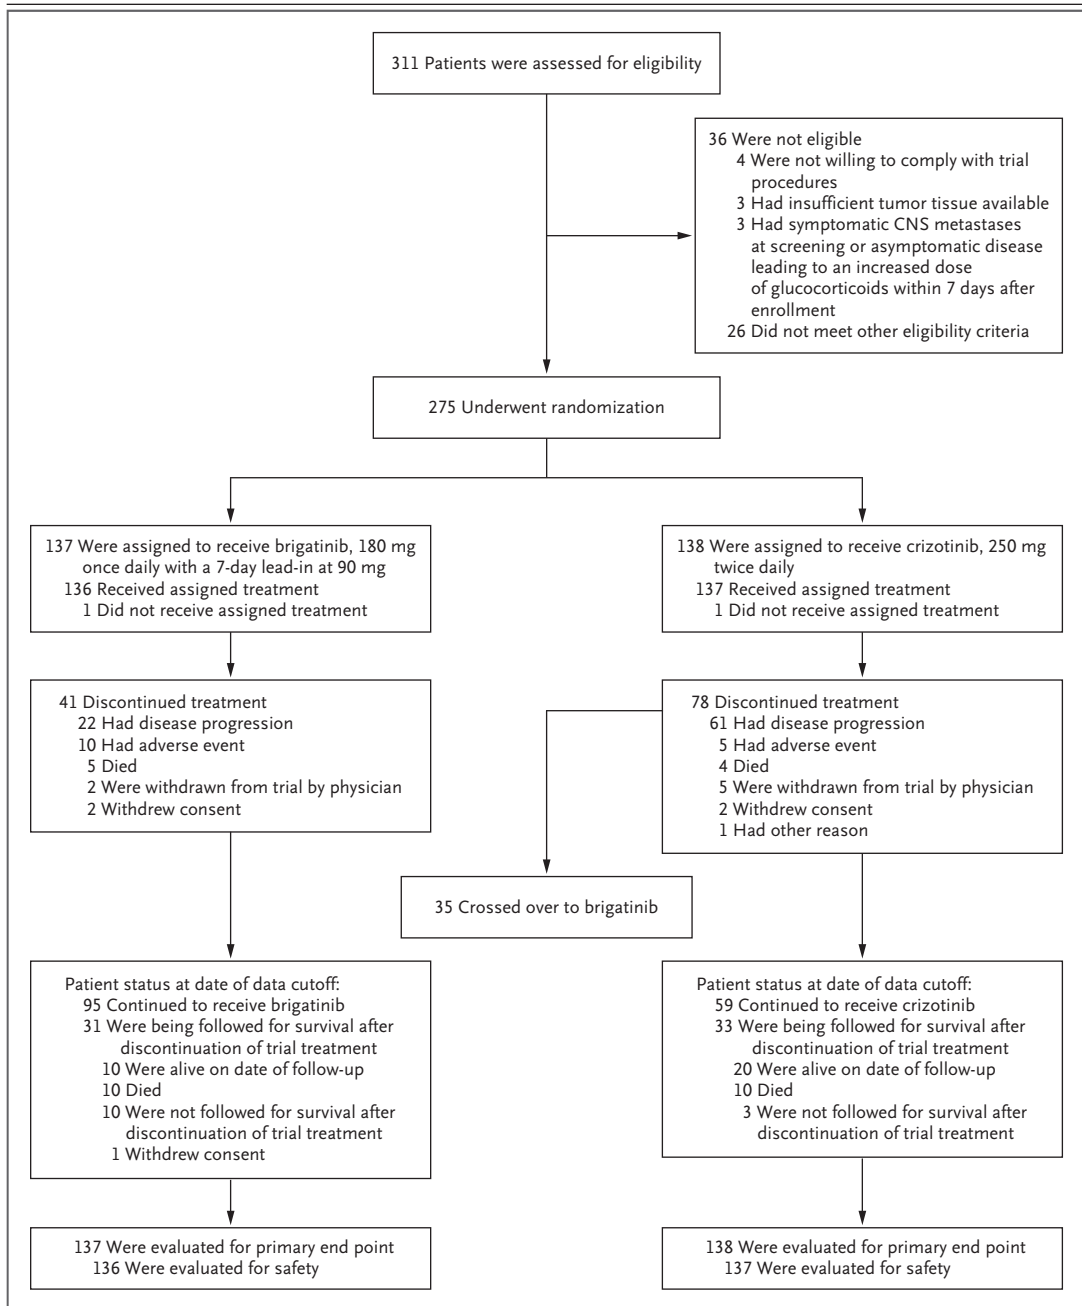 311 Patients were assessed for eligibility
36 Were not eligible
4 Were not willing to comply with trial
procedures
3 Had insufficient tumor tissue available
3 Had symptomatic CNS metastases
at screening or asymptomatic disease
leading to an increased dose
of glucocorticoids within 7 days after
enrollment
26 Did not meet other eligibility criteria
275 Underwent randomization
137 Were assigned to receive brigatinib, 180 mg
once daily with a 7-day lead-in at 90 mg
136 Received assigned treatment
1 Did not receive assigned treatment
138 Were assigned to receive crizotinib, 250 mg
twice daily
137 Received assigned treatment
1 Did not receive assigned treatment
41 Discontinued treatment
22 Had disease progression
10 Had adverse event
5 Died
2 Were withdrawn from trial by physician
2 Withdrew consent
78 Discontinued treatment
61 Had disease progression
5 Had adverse event
4 Died
5 Were withdrawn from trial by physician
2 Withdrew consent
1 Had other reason
35 Crossed over to brigatinib
Patient status at date of data cutoff:
95 Continued to receive brigatinib
31 Were being followed for survival after
discontinuation of trial treatment
10 Were alive on date of follow-up
10 Died
10 Were not followed for survival after
discontinuation of trial treatment
1 Withdrew consent
Patient status at date of data cutoff:
59 Continued to receive crizotinib
33 Were being followed for survival after
discontinuation of trial treatment
20 Were alive on date of follow-up
10 Died
3 Were not followed for survival after
discontinuation of trial treatment
137 Were evaluated for primary end point
136 Were evaluated for safety
138 Were evaluated for primary end point
137 Were evaluated for safety